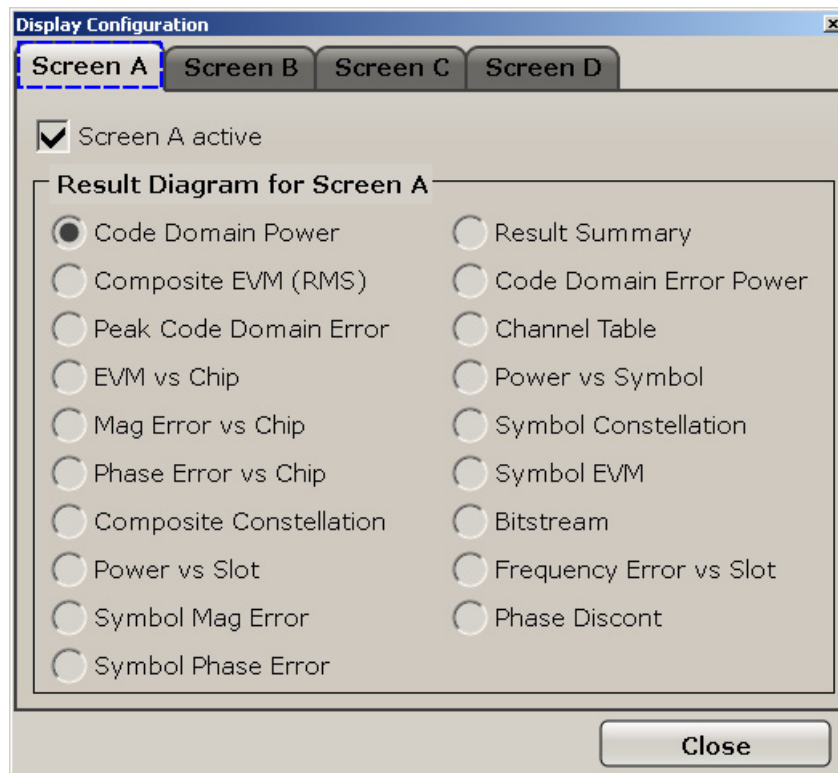 Display Configuration
Screen A Screen B Screen C Screen D
Screen A active
Result Diagram for Screen A
Code Domain Power
Composite EVM (RMS)
Peak Code Domain Error
EVM vs Chip
Mag Error vs Chip
Phase Error vs Chip
Composite Constellation
Power vs Slot
Symbol Mag Error
Symbol Phase Error
Result Summary
Code Domain Error Power
Channel Table
Power vs Symbol
Symbol Constellation
Symbol EVM
Bitstream
Frequency Error vs Slot
Phase Discont
Close